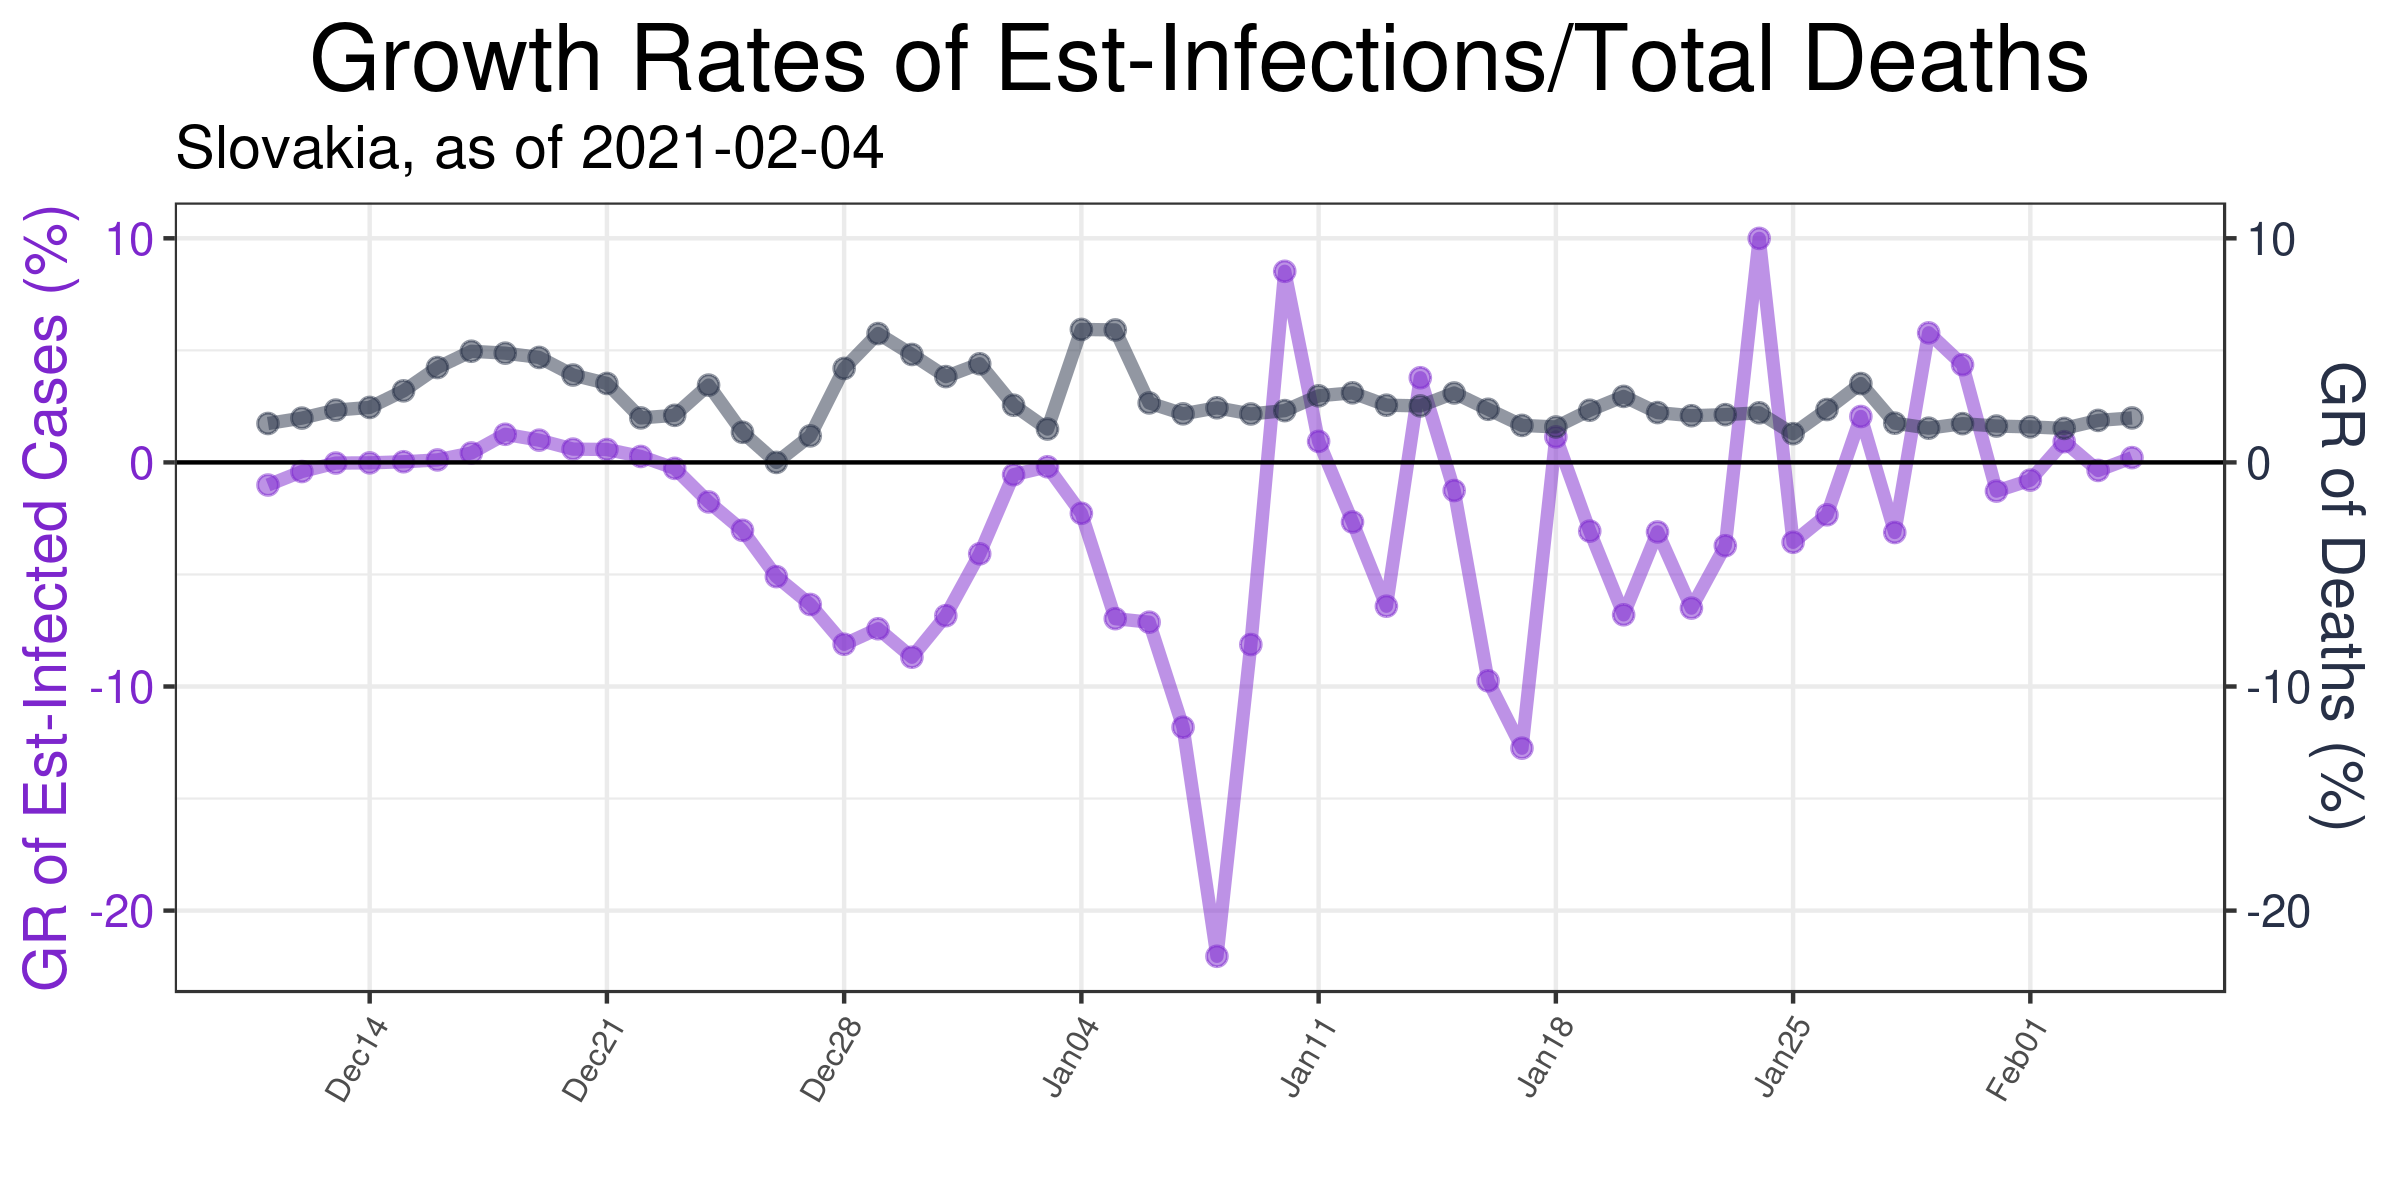 Growth Rates of Est-Infections/Total Deaths
Slovakia, as of 2021-02-04
GR of Est-Infected Cases (%)
10
0
-10
-20
10
0
-10
-20
GR of Deaths (%)
Dec14
Dec21
Dec28
Jan04
Jan11
Jan18
Jan25
Feb01